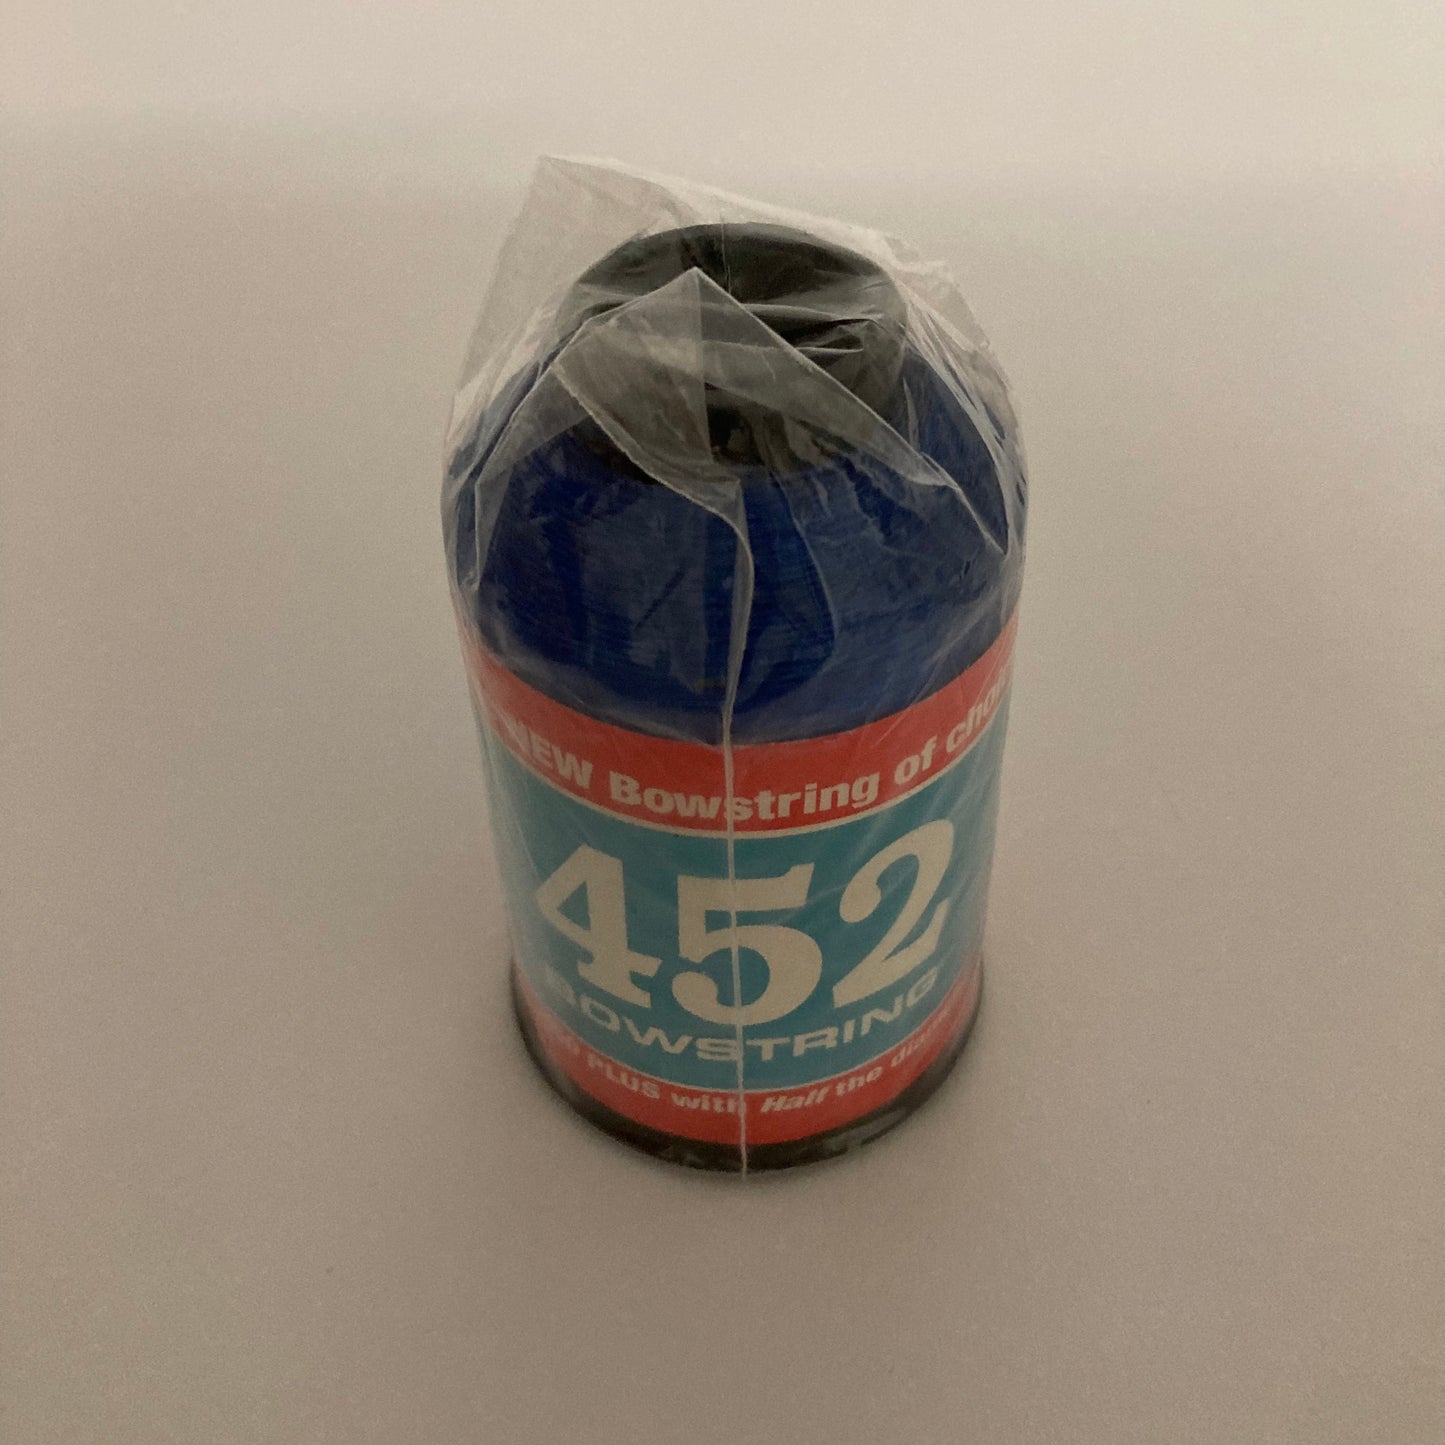 NEW Bowstring of
452
BOWSTRING
PLUS with Half the